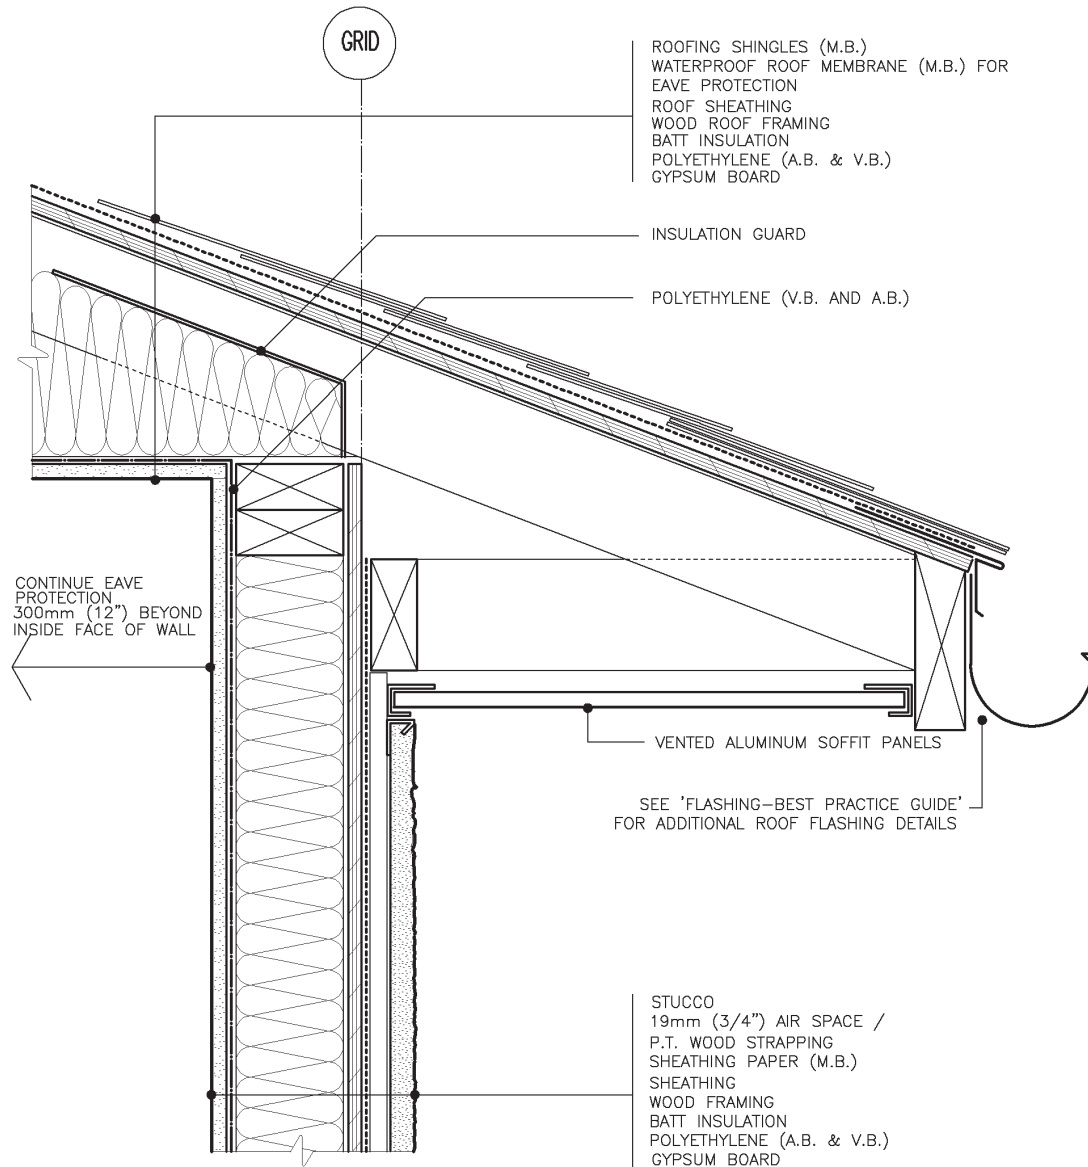 GRID
ROOFING SHINGLES (M.B.)
WATERPROOF ROOF MEMBRANE (M.B.) FOR
EAVE PROTECTION
ROOF SHEATHING
WOOD ROOF FRAMING
BATT INSULATION
POLYETHYLENE (A.B. & V.B.)
GYPSUM BOARD
INSULATION GUARD
POLYETHYLENE (V.B. AND A.B.)
CONTINUE EAVE
PROTECTION
300mm (12") BEYOND
INSIDE FACE OF WALL
VENTED ALUMINUM SOFFIT PANELS
SEE 'FLASHING-BEST PRACTICE GUIDE'
FOR ADDITIONAL ROOF FLASHING DETAILS
STUCCO
19mm (3/4") AIR SPACE /
P.T. WOOD STRAPPING
SHEATHING PAPER (M.B.)
SHEATHING
WOOD FRAMING
BATT INSULATION
POLYETHYLENE (A.B. & V.B.)
GYPSUM BOARD